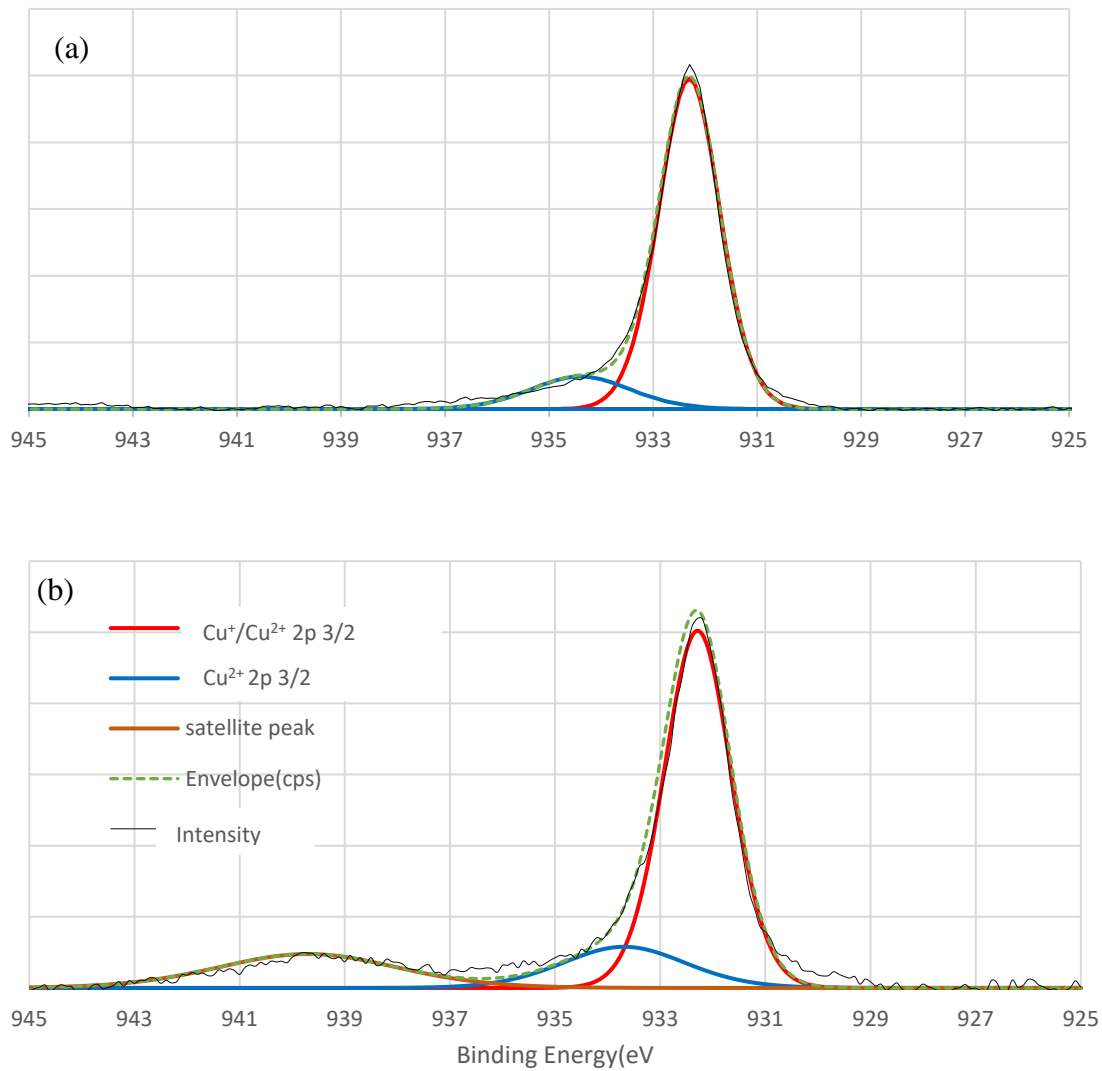 (a)
945 943 941 939 937 935 933 931 929 927 925
(b)
Cu⁺/Cu²⁺ 2p 3/2
Cu²⁺ 2p 3/2
satellite peak
Envelope(cps)
Intensity
945 943 941 939 937 935 933 931 929 927 925
Binding Energy(eV